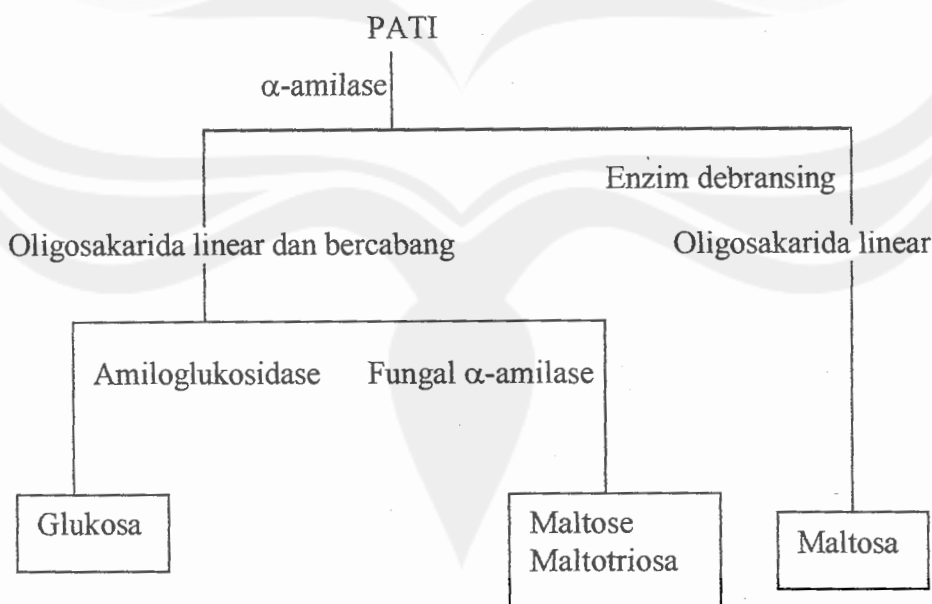 PATI
α-amilase
Enzim debransing
Oligosakarida linear dan bercabang
Oligosakarida linear
Amiloglukosidase
Fungal α-amilase
Glukosa
Maltose
Maltotriosa
Maltosa